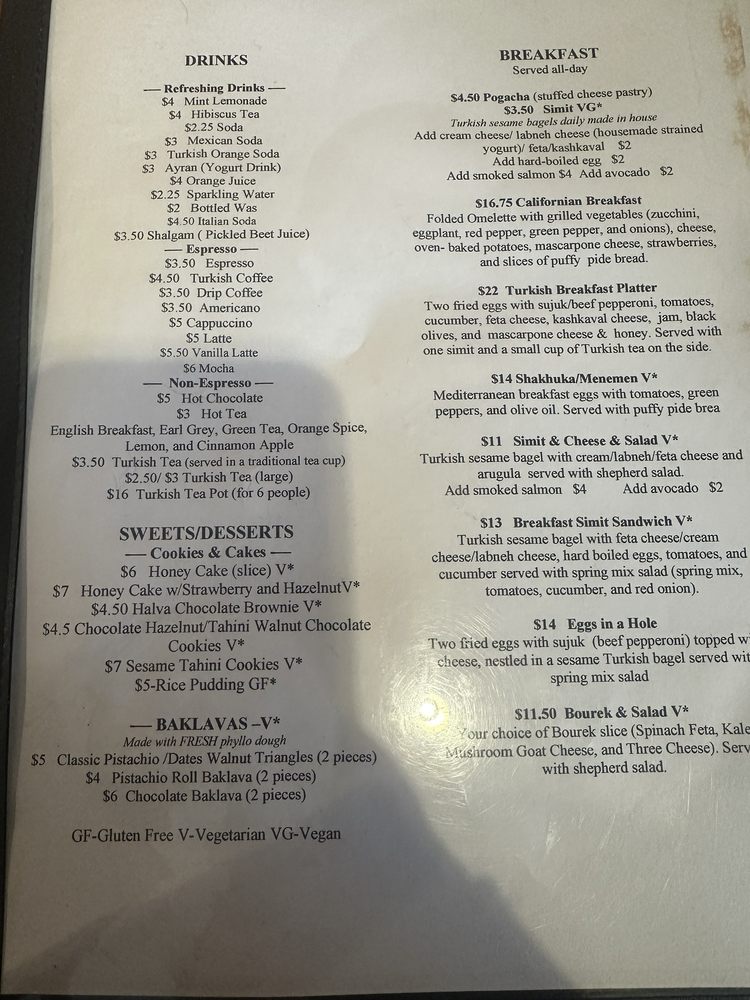 DRINKS
— Refreshing Drinks —
$4 Mint Lemonade
$4 Hibiscus Tea
$2.25 Soda
$3 Mexican Soda
$3 Turkish Orange Soda
$3 Ayran (Yogurt Drink)
$4 Orange Juice
$2.25 Sparkling Water
$2 Bottled Was
$4.50 Italian Soda
$3.50 Shalgam ( Pickled Beet Juice)
— Espresso —
$3.50 Espresso
$4.50 Turkish Coffee
$3.50 Drip Coffee
$3.50 Americano
$5 Cappuccino
$5 Latte
$5.50 Vanilla Latte
$6 Mocha
— Non-Espresso —
$5 Hot Chocolate
$3 Hot Tea
English Breakfast, Earl Grey, Green Tea, Orange Spice,
Lemon, and Cinnamon Apple
$3.50 Turkish Tea (served in a traditional tea cup)
$2.50/ $3 Turkish Tea (large)
$16 Turkish Tea Pot (for 6 people)
SWEETS/DESSERTS
— Cookies & Cakes —
$6 Honey Cake (slice) V*
$7 Honey Cake w/Strawberry and HazelnutV*
$4.50 Halva Chocolate Brownie V*
$4.5 Chocolate Hazelnut/Tahini Walnut Chocolate
Cookies V*
$7 Sesame Tahini Cookies V*
$5-Rice Pudding GF*
— BAKLAVAS –V*
Made with FRESH phyllo dough
$5 Classic Pistachio /Dates Walnut Triangles (2 pieces)
$4 Pistachio Roll Baklava (2 pieces)
$6 Chocolate Baklava (2 pieces)
GF-Gluten Free V-Vegetarian VG-Vegan
BREAKFAST
Served all-day
$4.50 Pogacha (stuffed cheese pastry)
$3.50 Simit VG*
Turkish sesame bagels daily made in house
Add cream cheese/ labneh cheese (housemade strained
yogurt)/ feta/kashkaval $2
Add hard-boiled egg $2
Add smoked salmon $4 Add avocado $2
$16.75 Californian Breakfast
Folded Omelette with grilled vegetables (zucchini,
eggplant, red pepper, green pepper, and onions), cheese,
oven- baked potatoes, mascarpone cheese, strawberries,
and slices of puffy pide bread.
$22 Turkish Breakfast Platter
Two fried eggs with sujuk/beef pepperoni, tomatoes,
cucumber, feta cheese, kashkaval cheese, jam, black
olives, and mascarpone cheese & honey. Served with
one simit and a small cup of Turkish tea on the side.
$14 Shakhuka/Menemen V*
Mediterranean breakfast eggs with tomatoes, green
peppers, and olive oil. Served with puffy pide brea
$11 Simit & Cheese & Salad V*
Turkish sesame bagel with cream/labneh/feta cheese and
arugula served with shepherd salad.
Add smoked salmon $4 Add avocado $2
$13 Breakfast Simit Sandwich V*
Turkish sesame bagel with feta cheese/cream
cheese/labneh cheese, hard boiled eggs, tomatoes, and
cucumber served with spring mix salad (spring mix,
tomatoes, cucumber, and red onion).
$14 Eggs in a Hole
Two fried eggs with sujuk (beef pepperoni) topped w
cheese, nestled in a sesame Turkish bagel served wit
spring mix salad
$11.50 Bourek & Salad V*
Your choice of Bourek slice (Spinach Feta, Kale
Mushroom Goat Cheese, and Three Cheese). Serv
with shepherd salad.